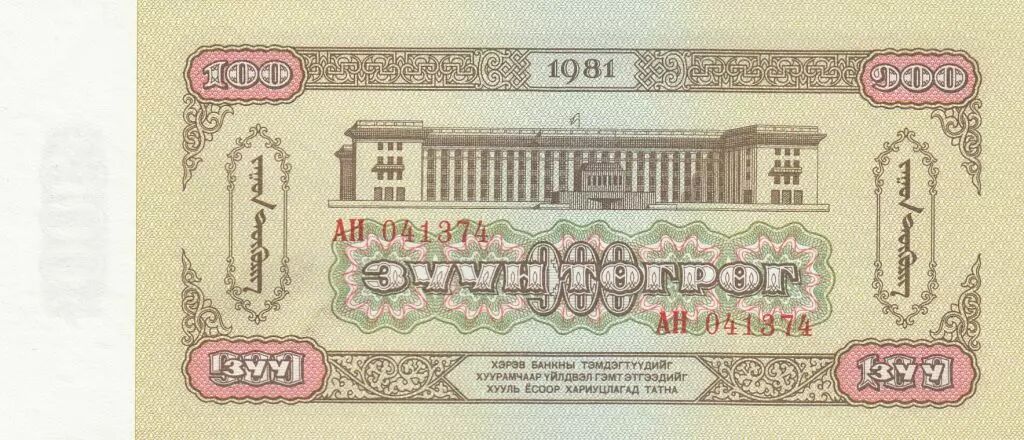 100
1981
100
АН 041374
ЗУУН 100 ТӨГРӨГ
АН 041374
ЗУУ
ХЭРЭВ БАНКНЫ ТЭМДЭГТҮҮДИЙГ
ХУУРАМЧААР ҮЙЛДВЭЛ ГЭМТ ЭТГЭЭДИЙГ
ХУУЛЬ ЁСООР ХАРИУЦЛАГАД ТАТНА
ЗУУ